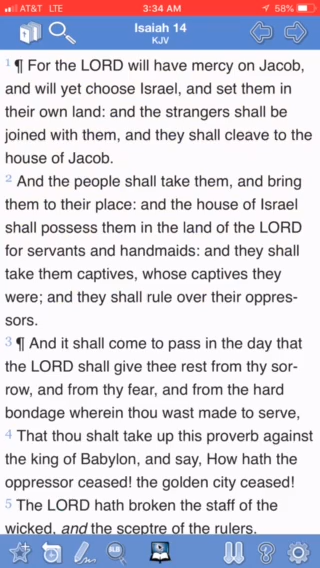 AT&T LTE 3:34 AM 58%
Isaiah 14
KJV
1 ¶ For the LORD will have mercy on Jacob,
and will yet choose Israel, and set them in
their own land: and the strangers shall be
joined with them, and they shall cleave to the
house of Jacob.
2 And the people shall take them, and bring
them to their place: and the house of Israel
shall possess them in the land of the LORD
for servants and handmaids: and they shall
take them captives, whose captives they
were; and they shall rule over their oppres-
sors.
3 ¶ And it shall come to pass in the day that
the LORD shall give thee rest from thy sor-
row, and from thy fear, and from the hard
bondage wherein thou wast made to serve,
4 That thou shalt take up this proverb against
the king of Babylon, and say, How hath the
oppressor ceased! the golden city ceased!
5 The LORD hath broken the staff of the
wicked, and the sceptre of the rulers.
BLB